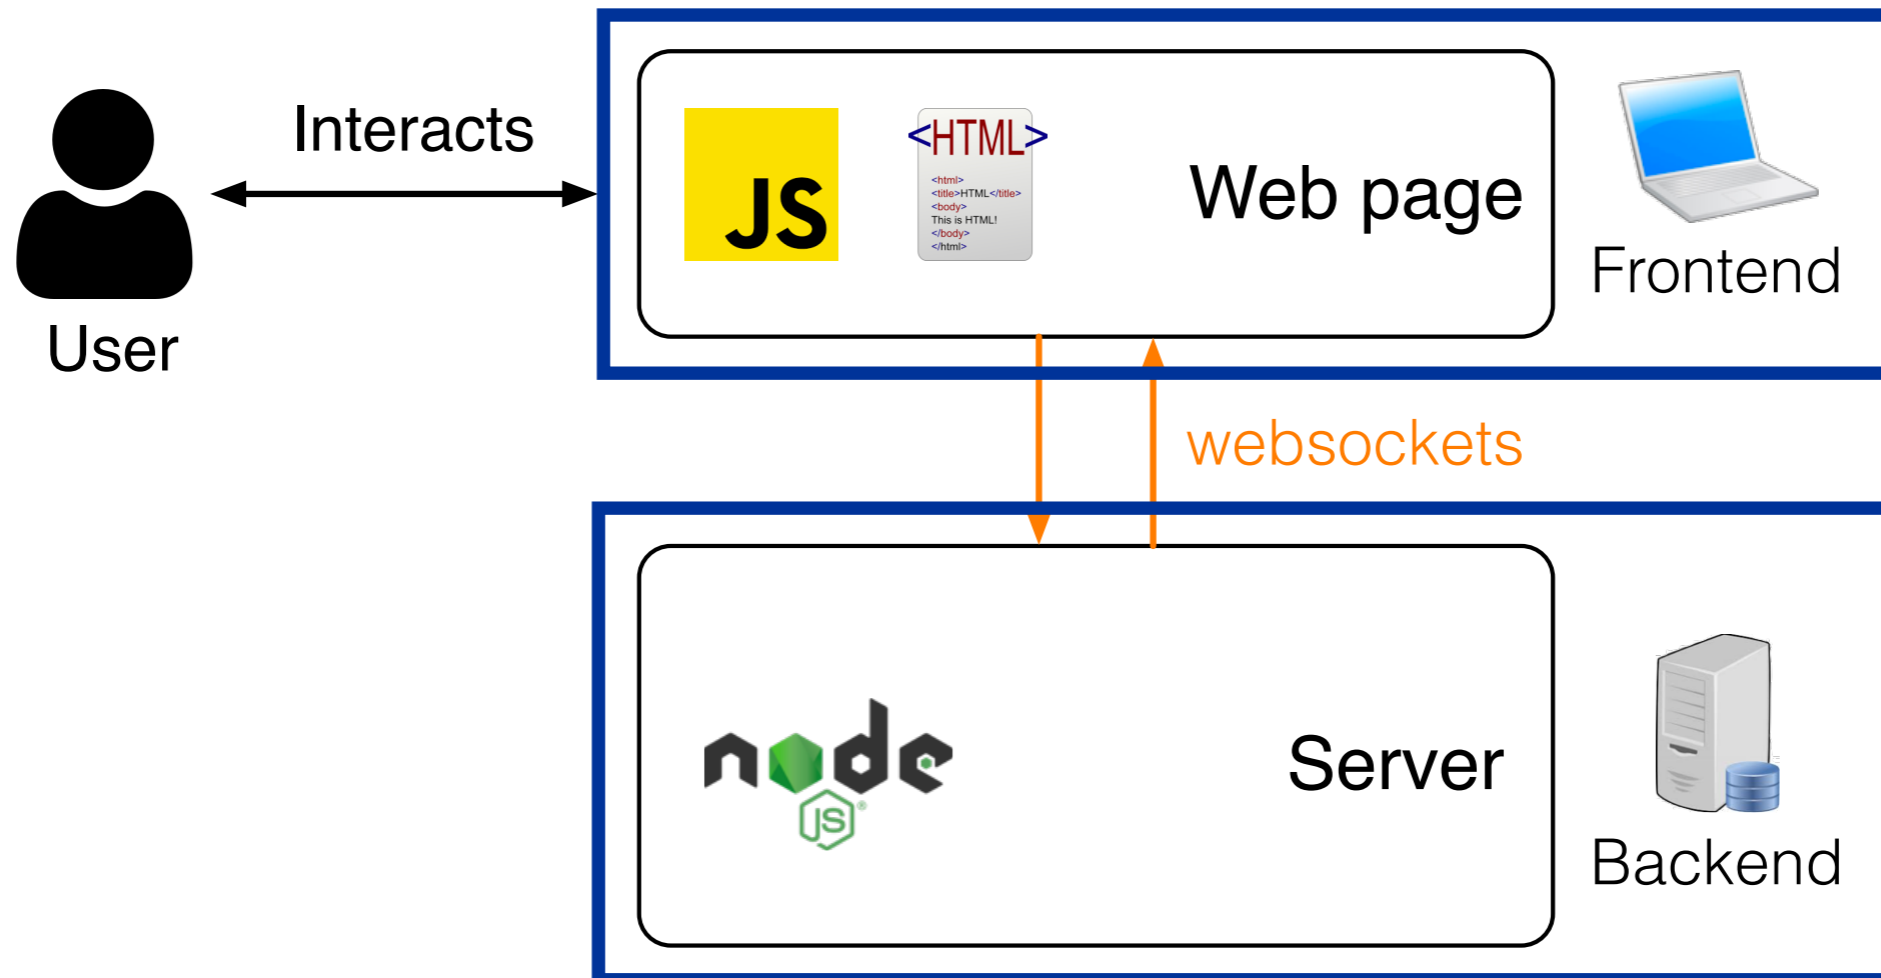 Interacts
User
JS
<HTML>
<html>
<title>HTML</title>
<body>
This is HTML!
</body>
</html>
Web page
Frontend
websockets
node
JS®
Server
Backend